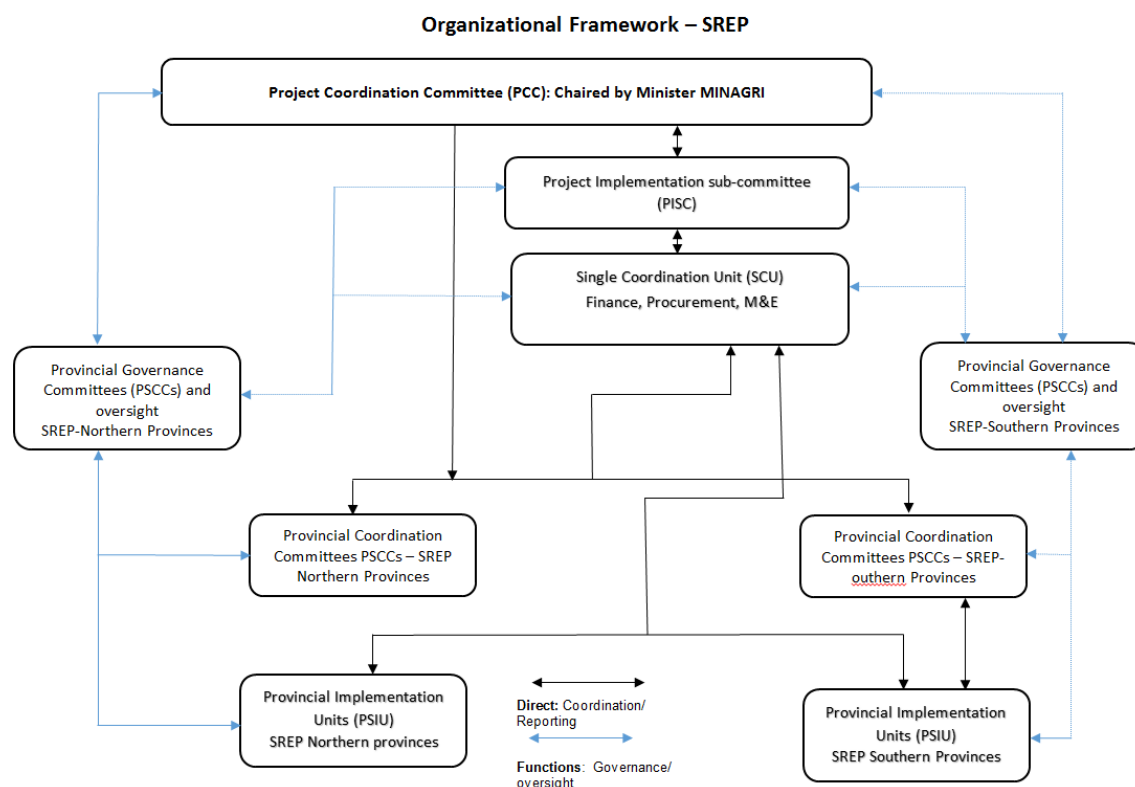 Organizational Framework – SREP
Project Coordination Committee (PCC): Chaired by Minister MINAGRI
Project Implementation sub-committee
(PISC)
Single Coordination Unit (SCU)
Finance, Procurement, M&E
Provincial Governance
Committees (PSCCs) and
oversight
SREP-Northern Provinces
Provincial Governance
Committees (PSCCs) and
oversight
SREP-Southern Provinces
Provincial Coordination
Committees PSCCs – SREP
Northern Provinces
Provincial Coordination
Committees PSCCs – SREP-
outhern Provinces
Provincial Implementation
Units (PSIU)
SREP Northern provinces
Direct: Coordination/
Reporting
Functions: Governance/
oversight
Provincial Implementation
Units (PSIU)
SREP Southern Provinces